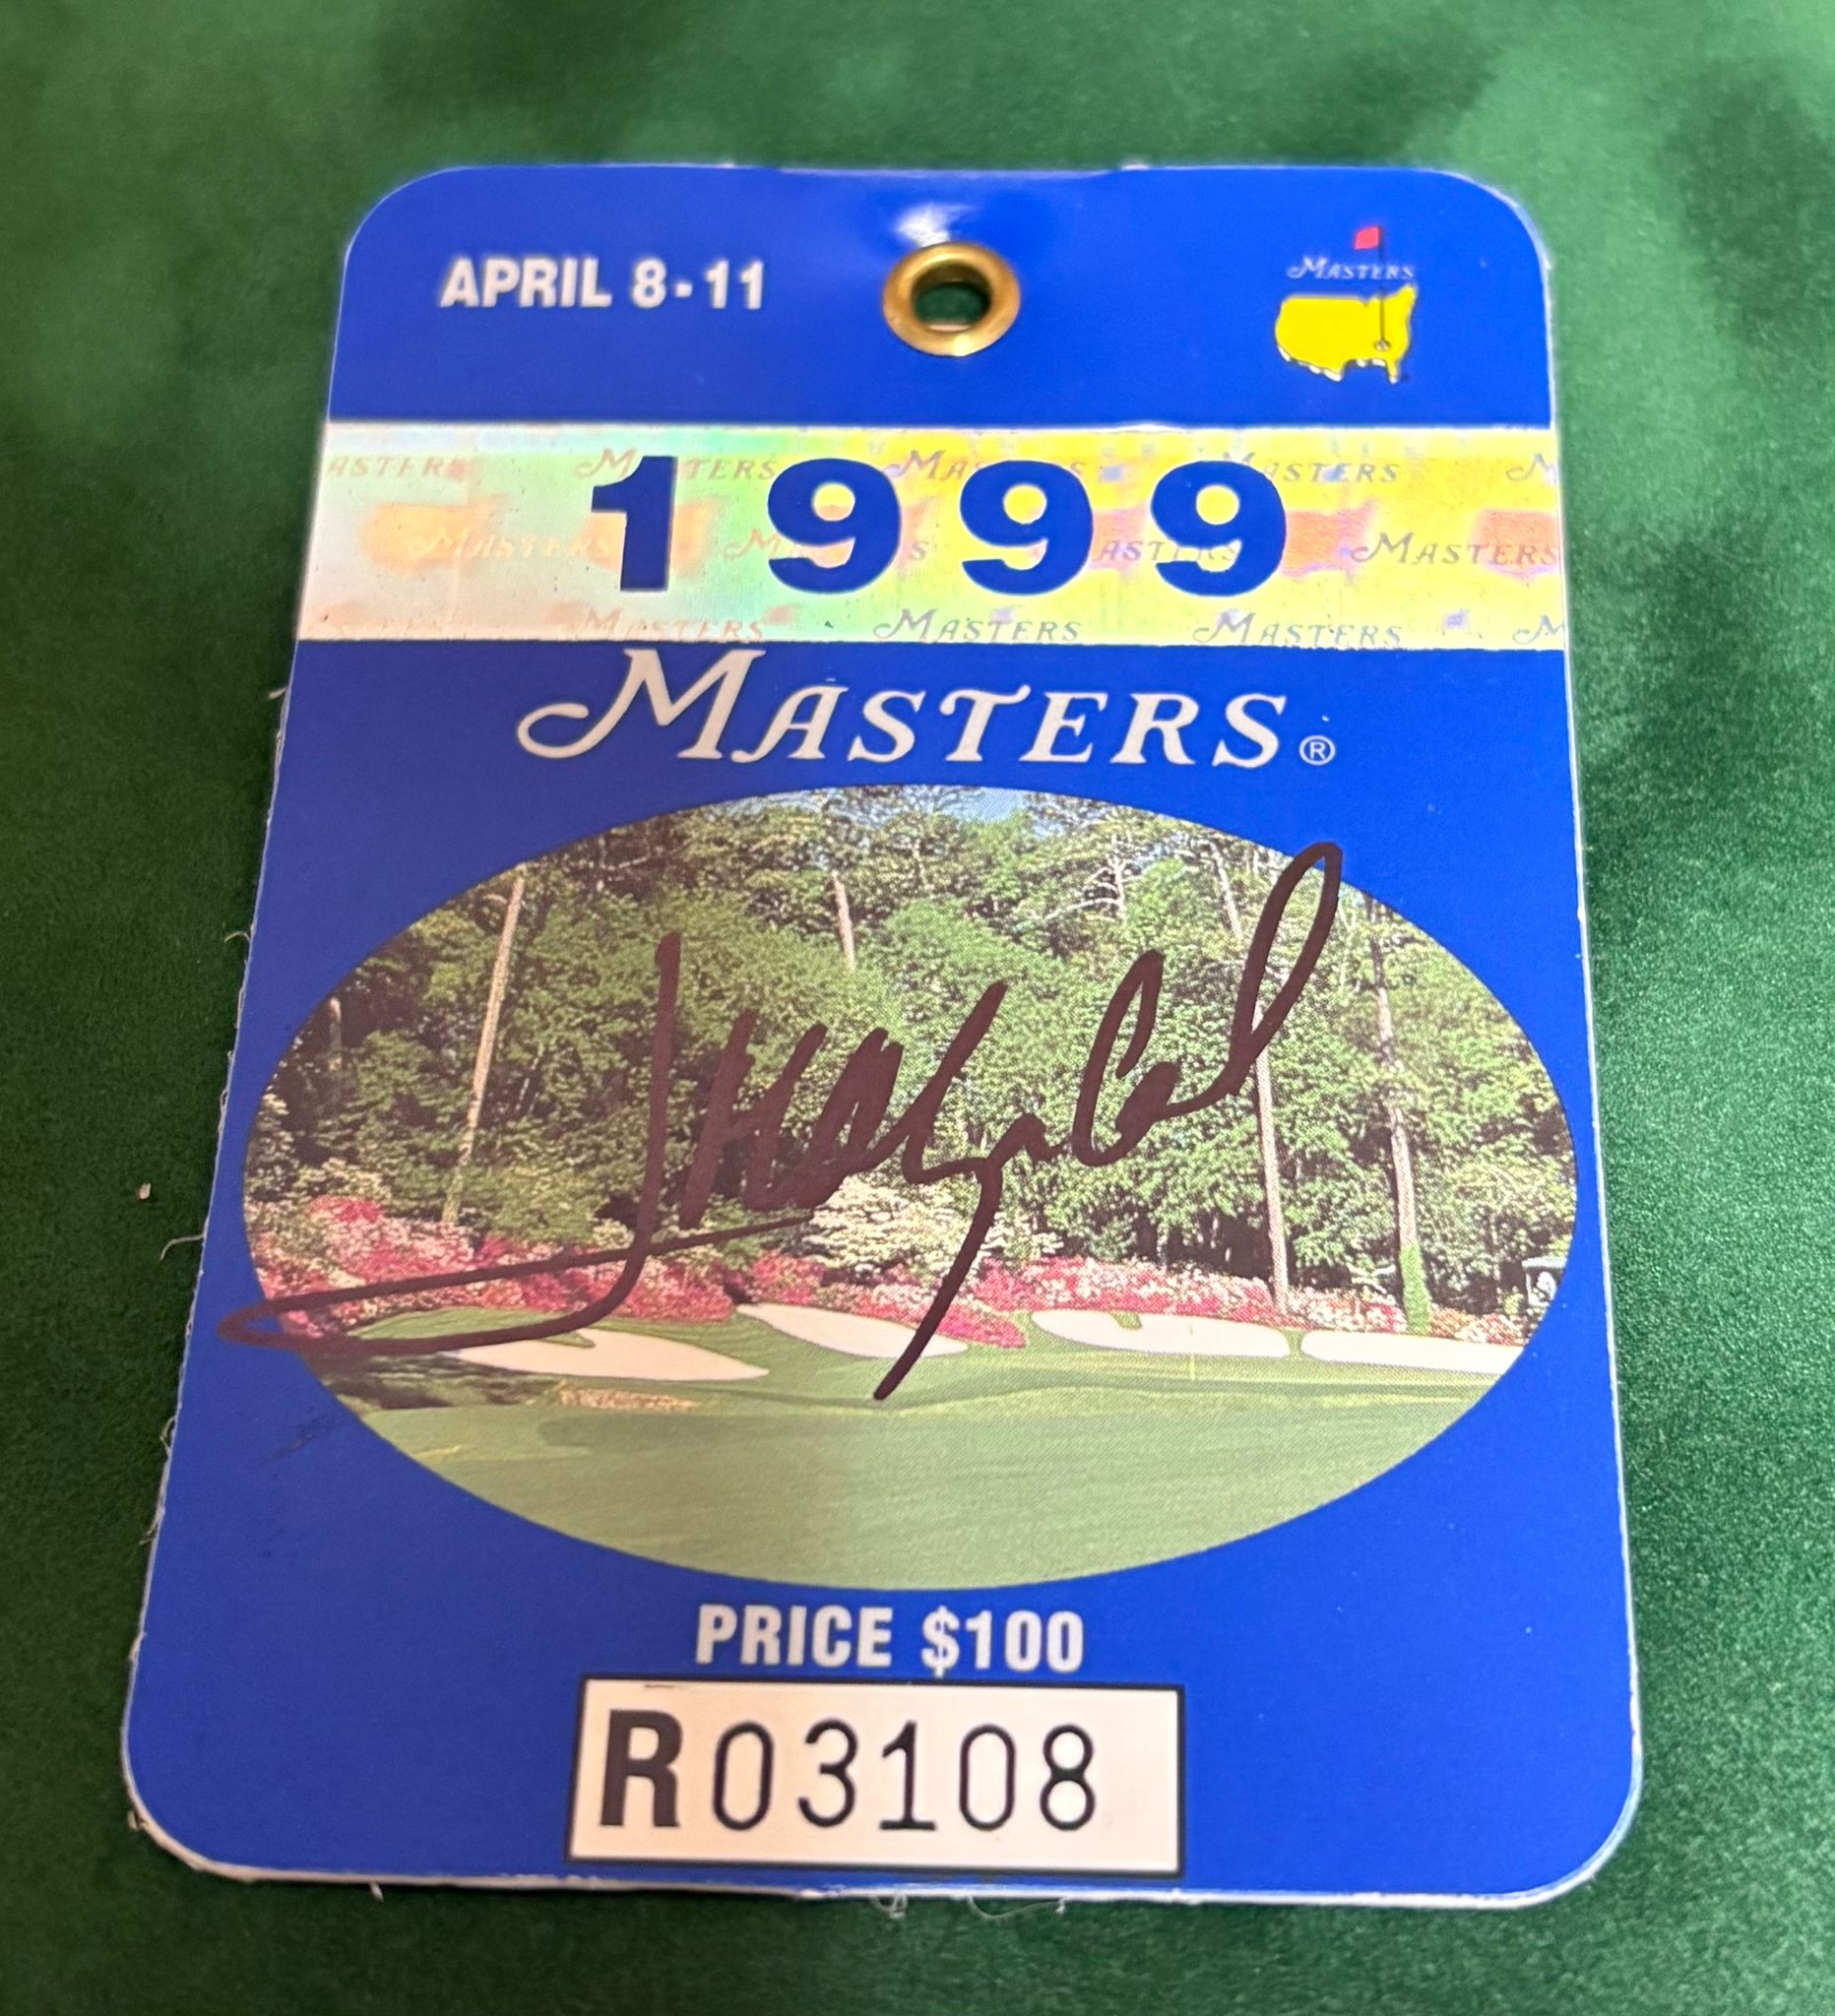 APRIL 8-11
MASTERS
1999
MASTERS®
PRICE $100
R03108